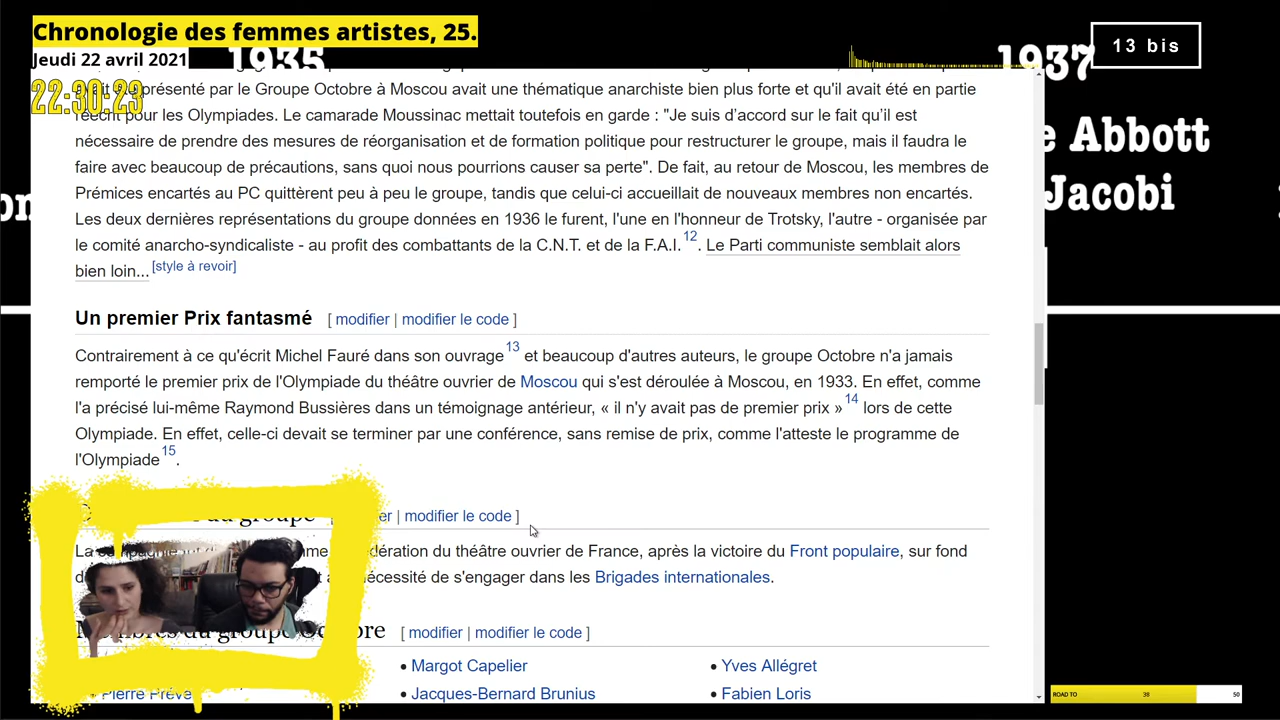 Chronologie des femmes artistes, 25.
Jeudi 22 avril 2021
1935
1937
13 bis
22:30:23
présenté par le Groupe Octobre à Moscou avait une thématique anarchiste bien plus forte et qu'il avait été en partie
réécrit pour les Olympiades. Le camarade Moussinac mettait toutefois en garde : "Je suis d'accord sur le fait qu'il est
nécessaire de prendre des mesures de réorganisation et de formation politique pour restructurer le groupe, mais il faudra le
faire avec beaucoup de précautions, sans quoi nous pourrions causer sa perte". De fait, au retour de Moscou, les membres de
Prémices encartés au PC quittèrent peu à peu le groupe, tandis que celui-ci accueillait de nouveaux membres non encartés.
Les deux dernières représentations du groupe données en 1936 le furent, l'une en l'honneur de Trotsky, l'autre - organisée par
le comité anarcho-syndicaliste - au profit des combattants de la C.N.T. et de la F.A.I. 12. Le Parti communiste semblait alors
bien loin... [style à revoir]
Abbott
Jacobi
Un premier Prix fantasmé [ modifier | modifier le code ]
Contrairement à ce qu'écrit Michel Fauré dans son ouvrage 13 et beaucoup d'autres auteurs, le groupe Octobre n'a jamais
remporté le premier prix de l'Olympiade du théâtre ouvrier de Moscou qui s'est déroulée à Moscou, en 1933. En effet, comme
l'a précisé lui-même Raymond Bussières dans un témoignage antérieur, « il n'y avait pas de premier prix » 14 lors de cette
Olympiade. En effet, celle-ci devait se terminer par une conférence, sans remise de prix, comme l'atteste le programme de
l'Olympiade 15.
du groupe | modifier le code ]
fédération du théâtre ouvrier de France, après la victoire du Front populaire, sur fond
nécessité de s'engager dans les Brigades internationales.
Membres du groupe Octobre [ modifier | modifier le code ]
• Margot Capelier
• Yves Allégret
Pierre Prévert
• Jacques-Bernard Brunius
• Fabien Loris
ROAD TO 38 50